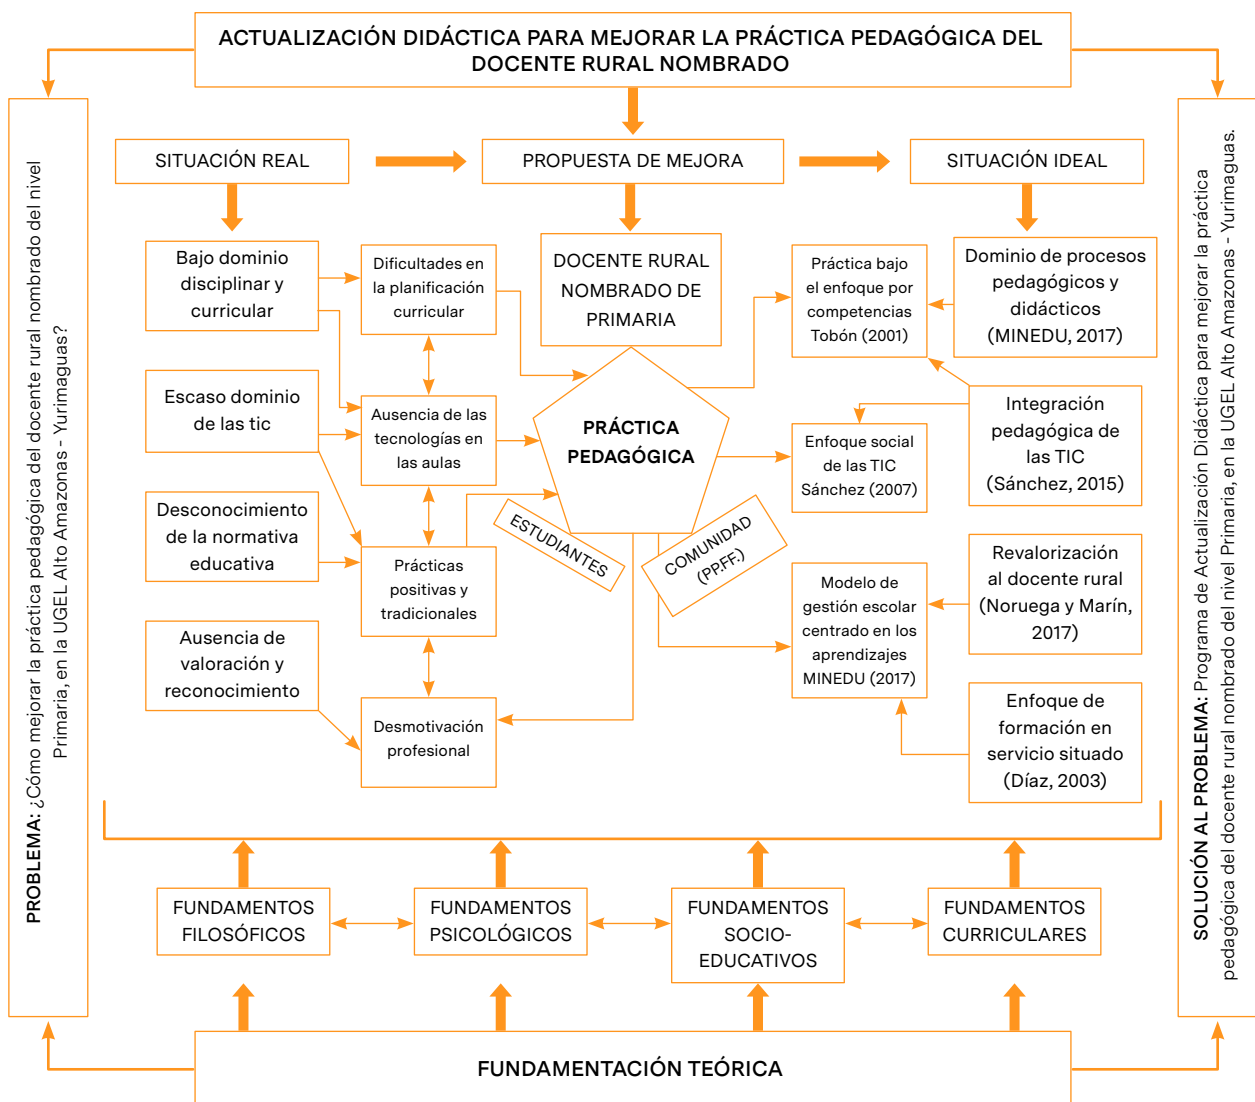 ACTUALIZACIÓN DIDÁCTICA PARA MEJORAR LA PRÁCTICA PEDAGÓGICA DEL
DOCENTE RURAL NOMBRADO
PROBLEMA: ¿Cómo mejorar la práctica pedagógica del docente rural nombrado del nivel
Primaria, en la UGEL Alto Amazonas - Yurimaguas?
SITUACIÓN REAL
PROPUESTA DE MEJORA
SITUACIÓN IDEAL
Bajo dominio
disciplinar y
curricular
Escaso dominio
de las tic
Desconocimiento
de la normativa
educativa
Ausencia de
valoración y
reconocimiento
Dificultades en
la planificación
curricular
Ausencia de las
tecnologías en
las aulas
Prácticas
positivas y
tradicionales
Desmotivación
profesional
DOCENTE RURAL
NOMBRADO DE
PRIMARIA
PRÁCTICA
PEDAGÓGICA
ESTUDIANTES
COMUNIDAD
(PP.FF.)
Práctica bajo
el enfoque por
competencias
Tobón (2001)
Enfoque social
de las TIC
Sánchez (2007)
Modelo de
gestión escolar
centrado en los
aprendizajes
MINEDU (2017)
Dominio de procesos
pedagógicos y
didácticos
(MINEDU, 2017)
Integración
pedagógica de
las TIC
(Sánchez, 2015)
Revalorización
al docente rural
(Noruega y Marín,
2017)
Enfoque de
formación en
servicio situado
(Díaz, 2003)
SOLUCIÓN AL PROBLEMA: Programa de Actualización Didáctica para mejorar la práctica
pedagógica del docente rural nombrado del nivel Primaria, en la UGEL Alto Amazonas - Yurimaguas.
FUNDAMENTOS
FILOSÓFICOS
FUNDAMENTOS
PSICOLÓGICOS
FUNDAMENTOS
SOCIO-
EDUCATIVOS
FUNDAMENTOS
CURRICULARES
FUNDAMENTACIÓN TEÓRICA